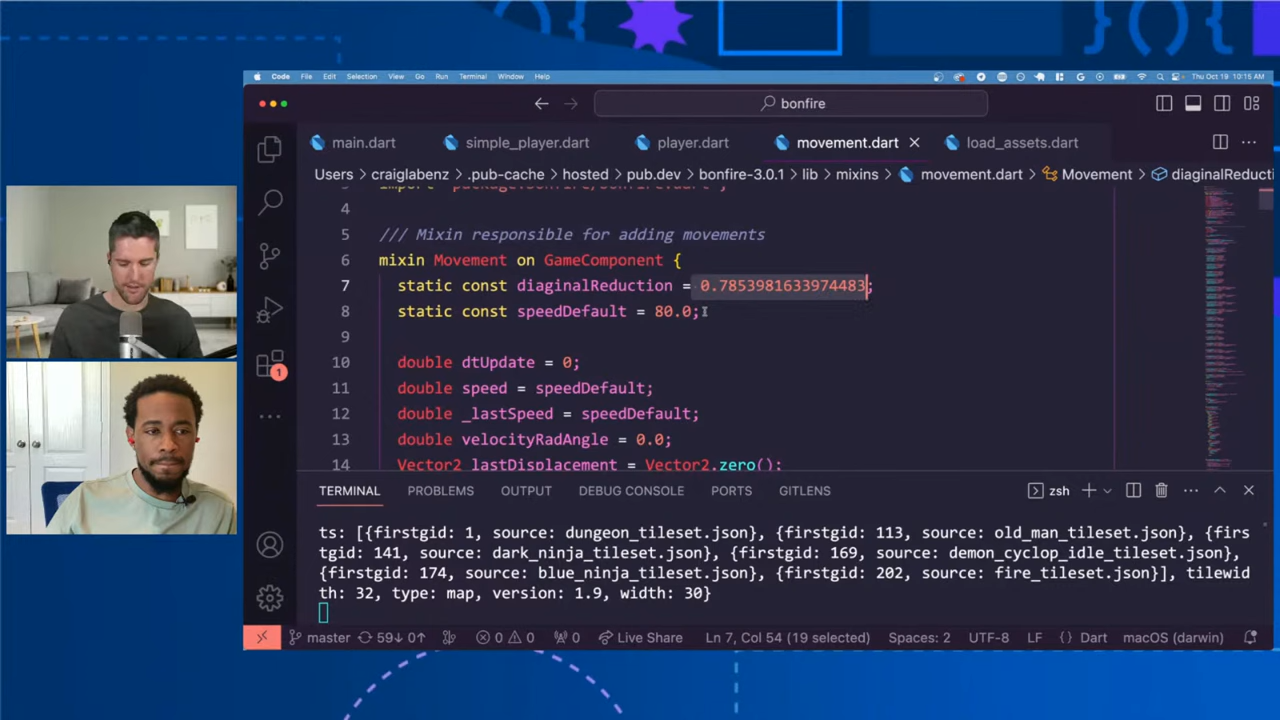 Code File Edit Selection View Go Run Terminal Window Help Thu Oct 19 10:15 AM
bonfire
main.dart simple_player.dart player.dart movement.dart load_assets.dart
Users > craiglabenz > .pub-cache > hosted > pub.dev > bonfire-3.0.1 > lib > mixins > movement.dart > Movement > diaginalReducti
4
5 /// Mixin responsible for adding movements
6 mixin Movement on GameComponent {
7 static const diaginalReduction = 0.7853981633974483;
8 static const speedDefault = 80.0;
9
10 double dtUpdate = 0;
11 double speed = speedDefault;
12 double _lastSpeed = speedDefault;
13 double velocityRadAngle = 0.0;
14 Vector2 lastDisplacement = Vector2.zero();
TERMINAL PROBLEMS OUTPUT DEBUG CONSOLE PORTS GITLENS zsh
ts: [{firstgid: 1, source: dungeon_tileset.json}, {firstgid: 113, source: old_man_tileset.json}, {firs
tgid: 141, source: dark_ninja_tileset.json}, {firstgid: 169, source: demon_cyclop_idle_tileset.json},
{firstgid: 174, source: blue_ninja_tileset.json}, {firstgid: 202, source: fire_tileset.json}], tilewid
th: 32, type: map, version: 1.9, width: 30}
1
master 59↓ 0↑ 0 0 0 Live Share Ln 7, Col 54 (19 selected) Spaces: 2 UTF-8 LF {} Dart macOS (darwin)